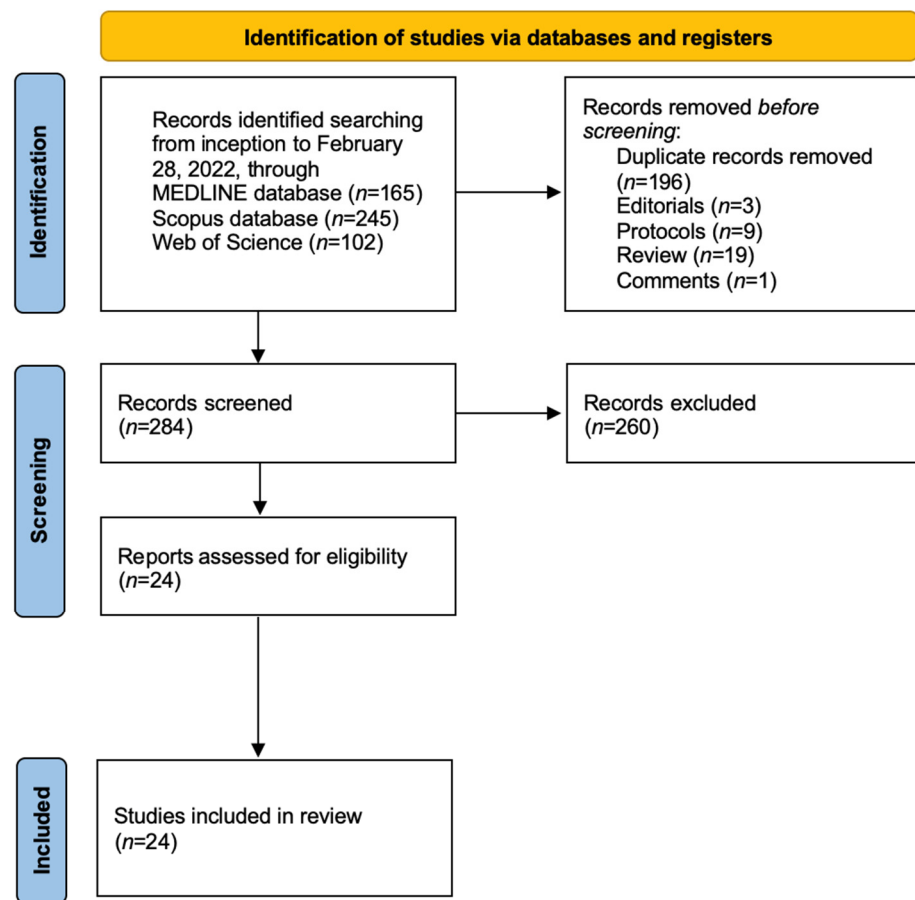 Identification of studies via databases and registers
Identification
Records identified searching
from inception to February
28, 2022, through
MEDLINE database (n=165)
Scopus database (n=245)
Web of Science (n=102)
Records removed before
screening:
Duplicate records removed
(n=196)
Editorials (n=3)
Protocols (n=9)
Review (n=19)
Comments (n=1)
Screening
Records screened
(n=284)
Records excluded
(n=260)
Reports assessed for eligibility
(n=24)
Included
Studies included in review
(n=24)